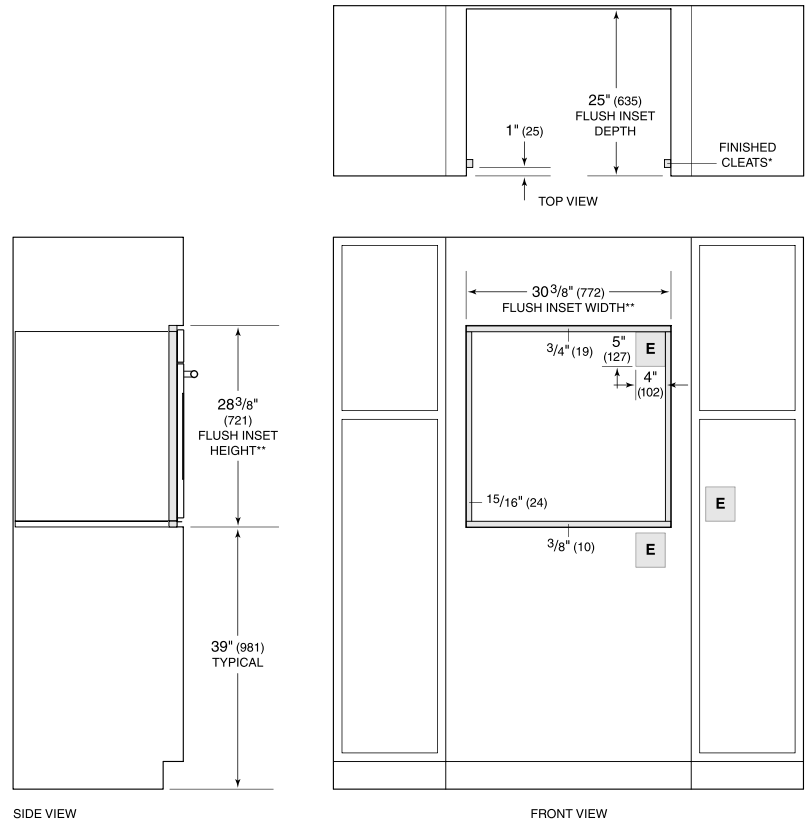 25" (635)
FLUSH INSET
DEPTH
1" (25)
FINISHED
CLEATS*
TOP VIEW
30 3/8" (772)
FLUSH INSET WIDTH**
3/4" (19)
5"
(127)
E
4"
(102)
28 3/8"
(721)
FLUSH INSET
HEIGHT**
15/16" (24)
E
3/8" (10)
E
39" (981)
TYPICAL
SIDE VIEW
FRONT VIEW